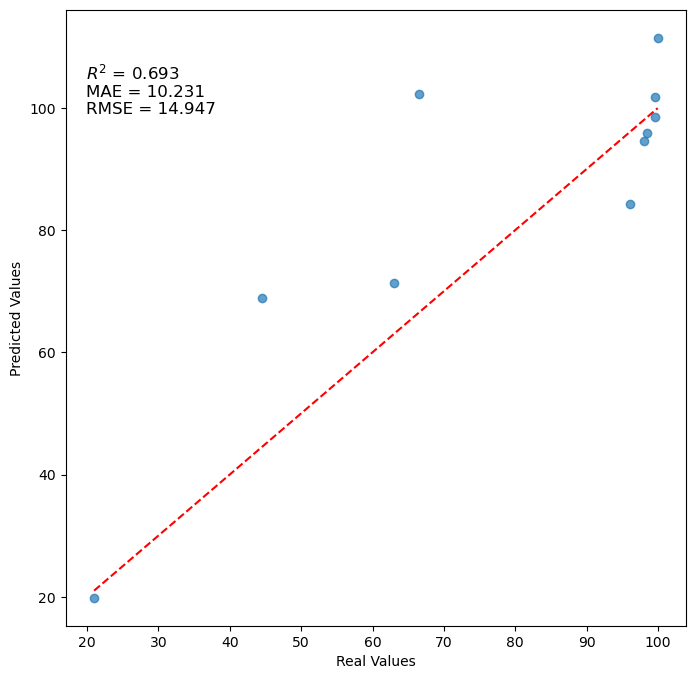 R² = 0.693
MAE = 10.231
RMSE = 14.947
100
80
60
40
20
Predicted Values
20 30 40 50 60 70 80 90 100
Real Values